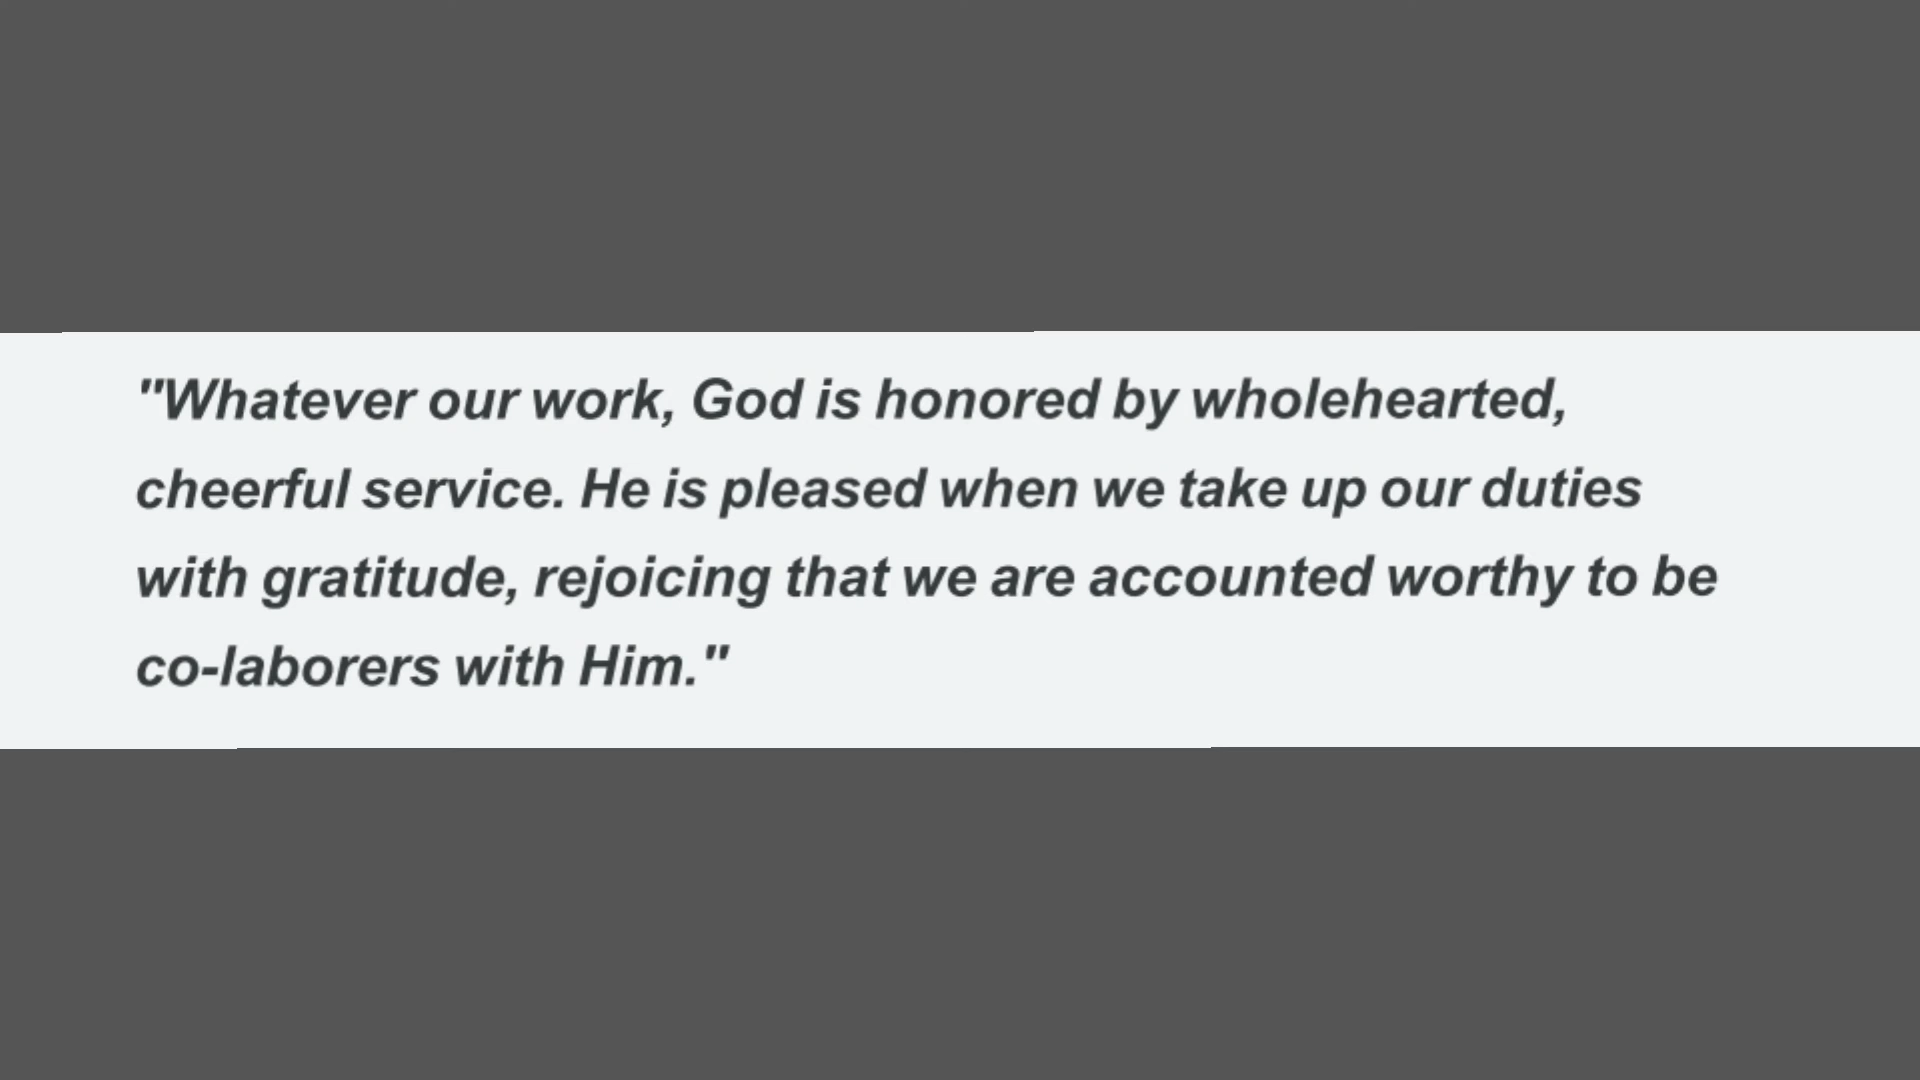 "Whatever our work, God is honored by wholehearted,
cheerful service. He is pleased when we take up our duties
with gratitude, rejoicing that we are accounted worthy to be
co-laborers with Him."